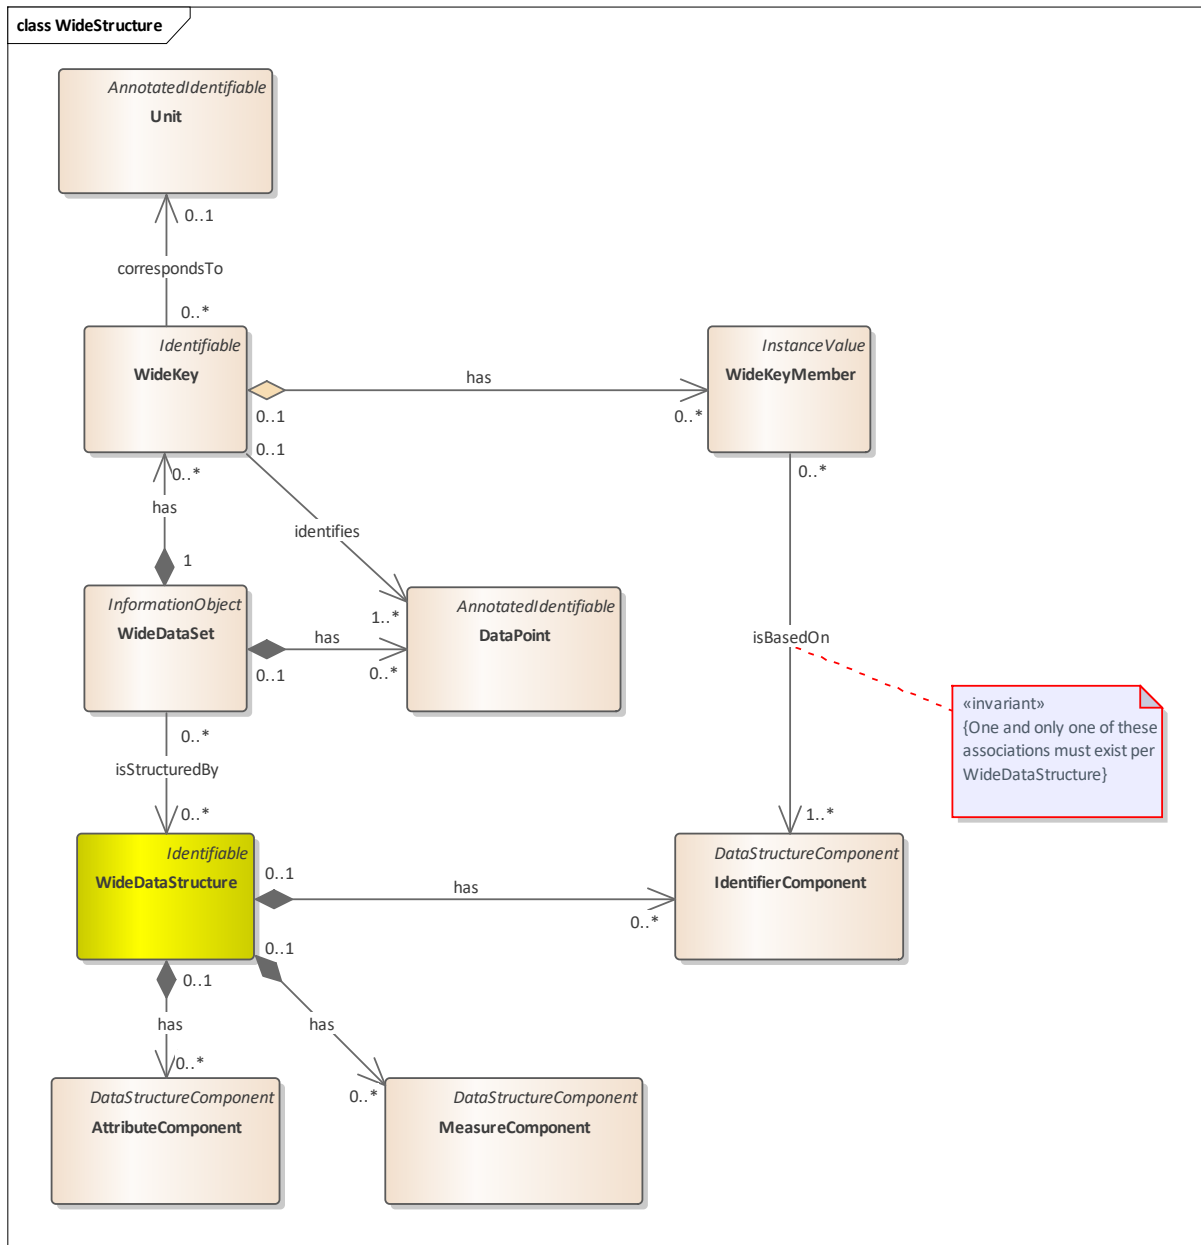 class WideStructure
AnnotatedIdentifiable
Unit
0..1
correspondsTo
0..*
Identifiable
WideKey
0..1
has
0..*
InstanceValue
WideKeyMember
0..1
0..*
0..*
has
identifies
1
1..*
InformationObject
WideDataSet
has
0..1
0..*
AnnotatedIdentifiable
DataPoint
isBasedOn
«invariant»
{One and only one of these
associations must exist per
WideDataStructure}
0..*
isStructuredBy
0..*
1..*
Identifiable
WideDataStructure
0..1
has
0..*
DataStructureComponent
IdentifierComponent
0..1
0..1
has
has
0..*
0..*
DataStructureComponent
AttributeComponent
DataStructureComponent
MeasureComponent